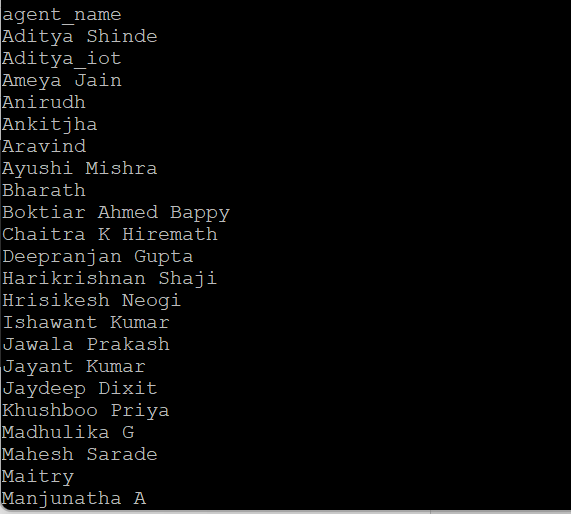 agent_name
Aditya Shinde
Aditya_iot
Ameya Jain
Anirudh
Ankitjha
Aravind
Ayushi Mishra
Bharath
Boktiar Ahmed Bappy
Chaitra K Hiremath
Deepranjan Gupta
Harikrishnan Shaji
Hrisikesh Neogi
Ishawant Kumar
Jawala Prakash
Jayant Kumar
Jaydeep Dixit
Khushboo Priya
Madhulika G
Mahesh Sarade
Maitry
Manjunatha A